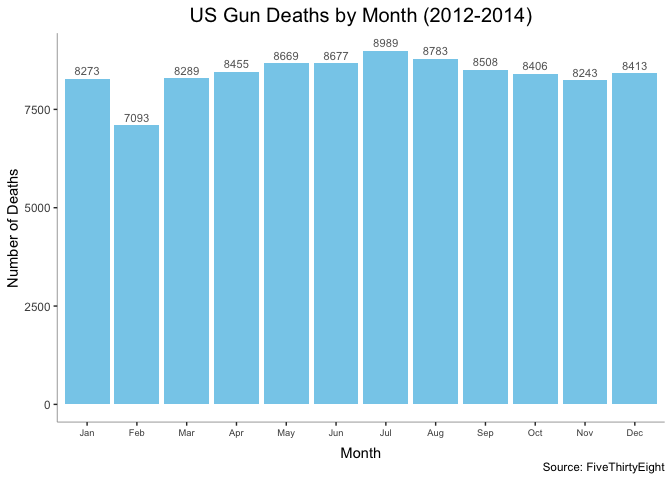 US Gun Deaths by Month (2012-2014)
8273 7093 8289 8455 8669 8677 8989 8783 8508 8406 8243 8413
Number of Deaths
7500
5000
2500
0
Jan Feb Mar Apr May Jun Jul Aug Sep Oct Nov Dec
Month
Source: FiveThirtyEight